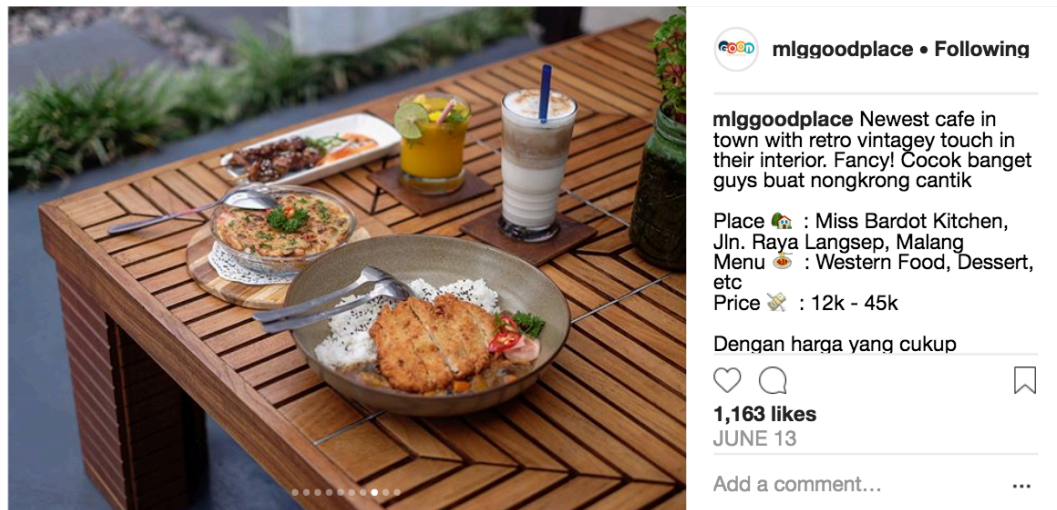 GOOD
mlggoodplace • Following
mlggoodplace Newest cafe in
town with retro vintagey touch in
their interior. Fancy! Cocok banget
guys buat nongkrong cantik
Place 🏡 : Miss Bardot Kitchen,
Jln. Raya Langsep, Malang
Menu 🍝 : Western Food, Dessert,
etc
Price 💸 : 12k - 45k
Dengan harga yang cukup
1,163 likes
JUNE 13
Add a comment...